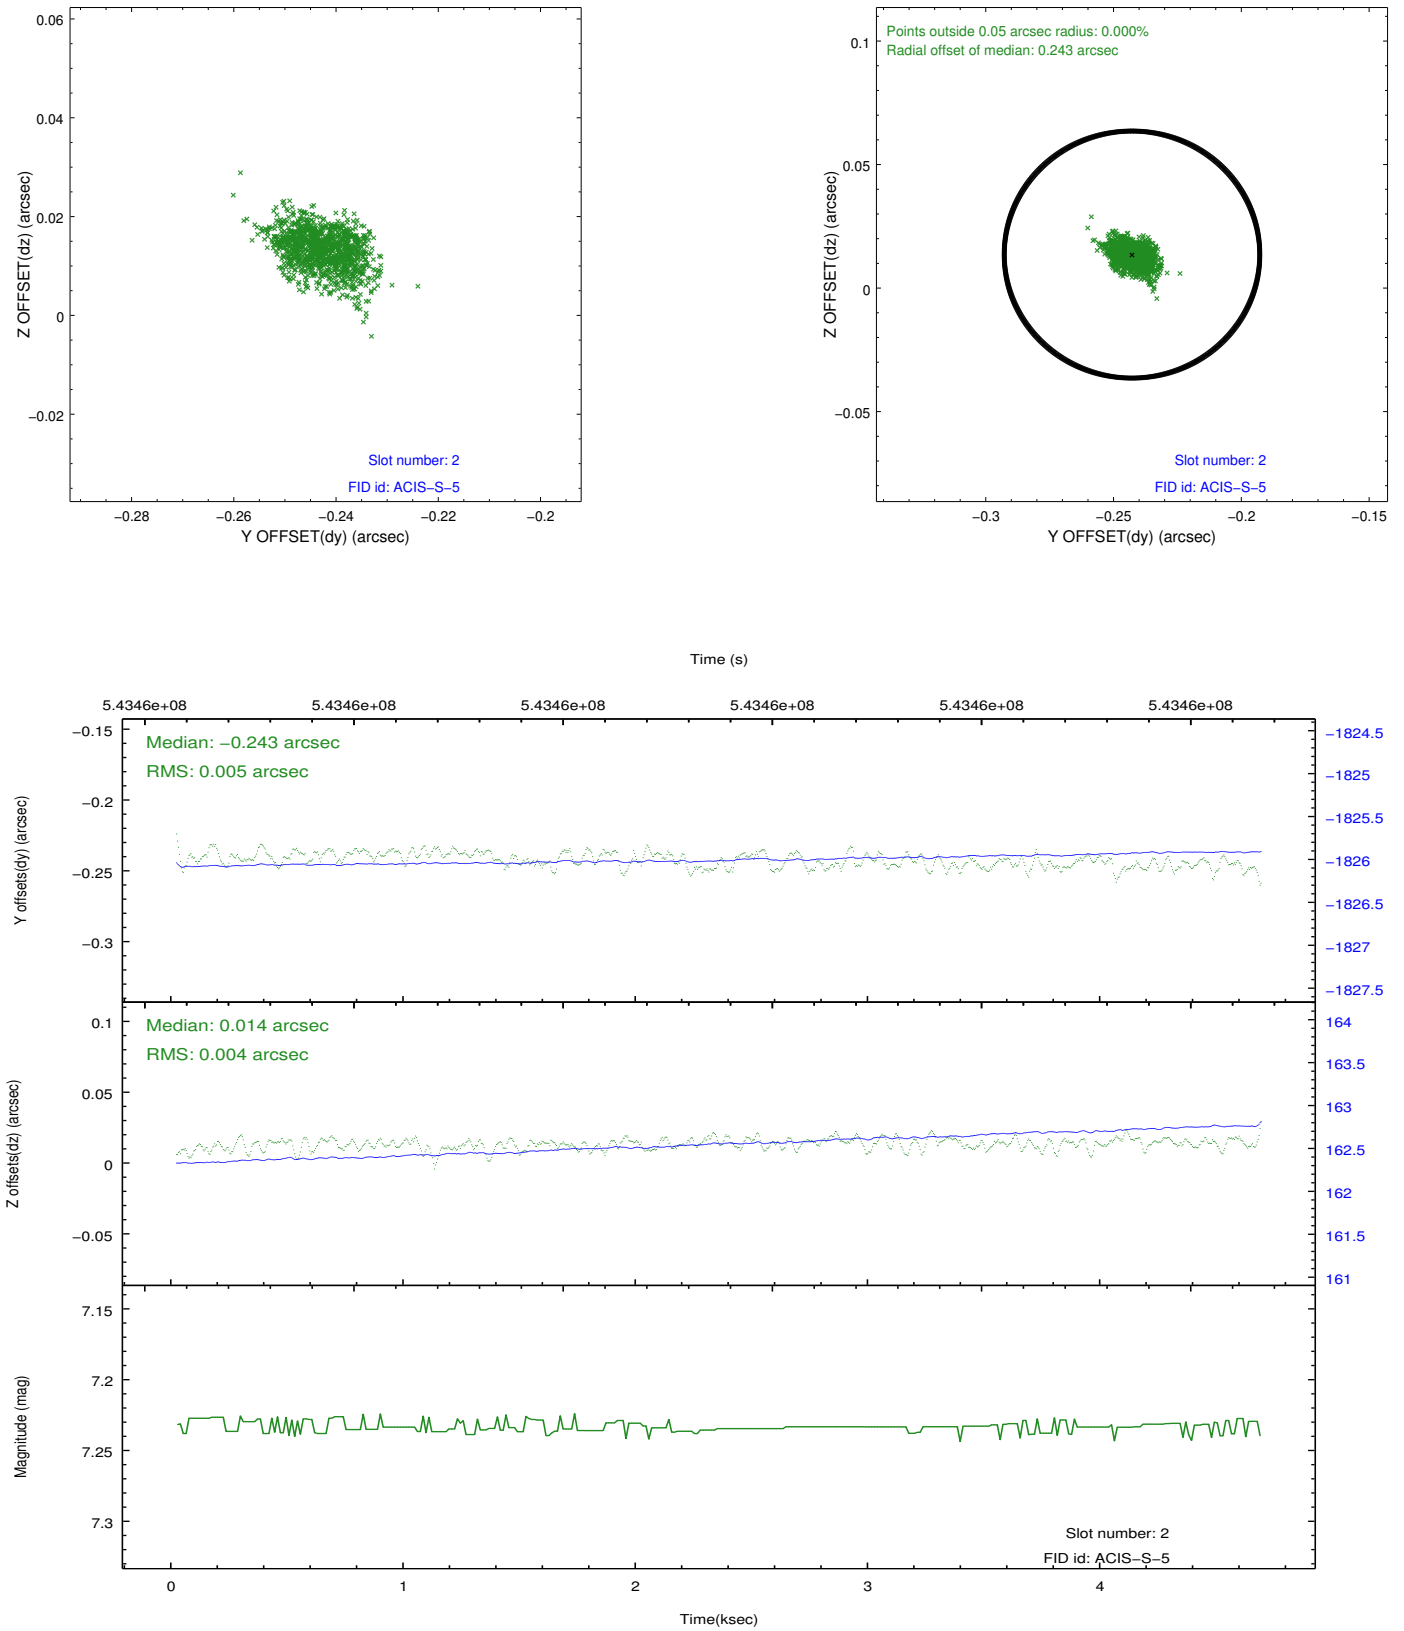 0.06
0.04
0.02
0
−0.02
Z OFFSET(dz) (arcsec)
Slot number: 2
FID id: ACIS−S−5
−0.28 −0.26 −0.24 −0.22 −0.2
Y OFFSET(dy) (arcsec)
Points outside 0.05 arcsec radius: 0.000%
Radial offset of median: 0.243 arcsec
0.1
0.05
0
−0.05
Z OFFSET(dz) (arcsec)
Slot number: 2
FID id: ACIS−S−5
−0.3 −0.25 −0.2 −0.15
Y OFFSET(dy) (arcsec)
Time (s)
5.4346e+08 5.4346e+08 5.4346e+08 5.4346e+08 5.4346e+08 5.4346e+08
Median: −0.243 arcsec
RMS: 0.005 arcsec
−0.15
−0.2
−0.25
−0.3
Y offsets(dy) (arcsec)
−1824.5
−1825
−1825.5
−1826
−1826.5
−1827
−1827.5
Median: 0.014 arcsec
RMS: 0.004 arcsec
0.1
0.05
0
−0.05
Z offsets(dz) (arcsec)
164
163.5
163
162.5
162
161.5
161
7.15
7.2
7.25
7.3
Magnitude (mag)
Slot number: 2
FID id: ACIS−S−5
0 1 2 3 4
Time(ksec)